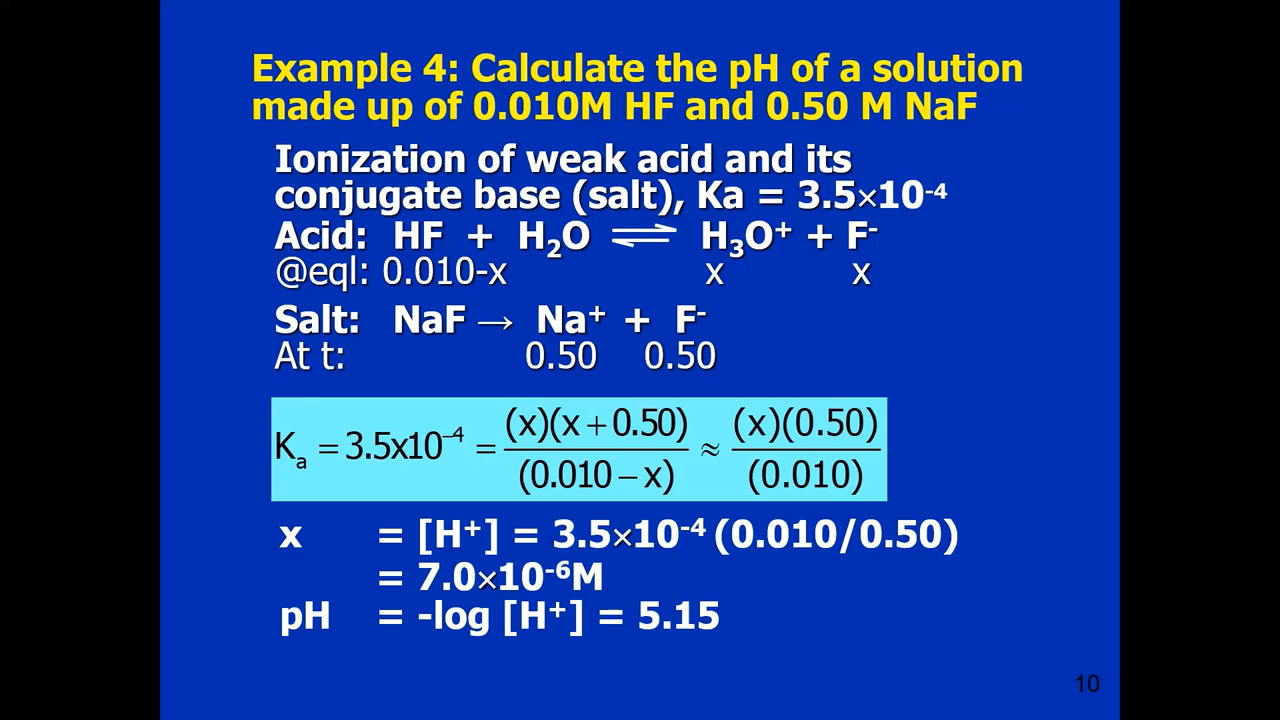 Example 4: Calculate the pH of a solution
made up of 0.010M HF and 0.50 M NaF
Ionization of weak acid and its
conjugate base (salt), Ka = 3.5×10⁻⁴
Acid: HF + H₂O ⇌ H₃O⁺ + F⁻
@eql: 0.010-x x x
Salt: NaF → Na⁺ + F⁻
At t: 0.50 0.50
Kₐ = 3.5x10⁻⁴ = (x)(x + 0.50) / (0.010 − x) ≈ (x)(0.50) / (0.010)
x = [H⁺] = 3.5×10⁻⁴ (0.010/0.50)
= 7.0×10⁻⁶M
pH = -log [H⁺] = 5.15
10